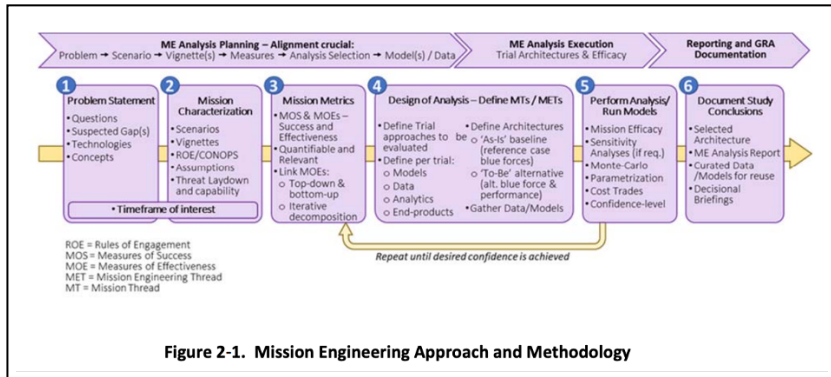 ME Analysis Planning – Alignment crucial:
Problem → Scenario → Vignette(s) → Measures → Analysis Selection → Model(s) / Data
ME Analysis Execution
Trial Architectures & Efficacy
Reporting and GRA
Documentation
1
Problem Statement
• Questions
• Suspected Gap(s)
• Technologies
• Concepts
2
Mission
Characterization
• Scenarios
• Vignettes
• ROE/CONOPS
• Assumptions
• Threat Laydown
and capability
• Timeframe of interest
3
Mission Metrics
• MOS & MOEs –
Success and
Effectiveness
• Quantifiable and
Relevant
• Link MOEs:
o Top-down &
bottom-up
o Iterative
decomposition
4
Design of Analysis – Define MTs / METs
• Define Trial
approaches to be
evaluated
• Define per trial:
o Models
o Data
o Analytics
o End-products
• Define Architectures
o 'As-Is' baseline
(reference case
blue forces)
o 'To-Be' alternative
(alt. blue force &
performance)
• Gather Data/Models
5
Perform Analysis/
Run Models
• Mission Efficacy
• Sensitivity
Analyses (if req.)
• Monte-Carlo
• Parametrization
• Cost Trades
• Confidence-level
6
Document Study
Conclusions
• Selected
Architecture
• ME Analysis Report
• Curated Data
/Models for reuse
• Decisional
Briefings
Repeat until desired confidence is achieved
ROE = Rules of Engagement
MOS = Measures of Success
MOE = Measures of Effectiveness
MET = Mission Engineering Thread
MT = Mission Thread
Figure 2-1. Mission Engineering Approach and Methodology